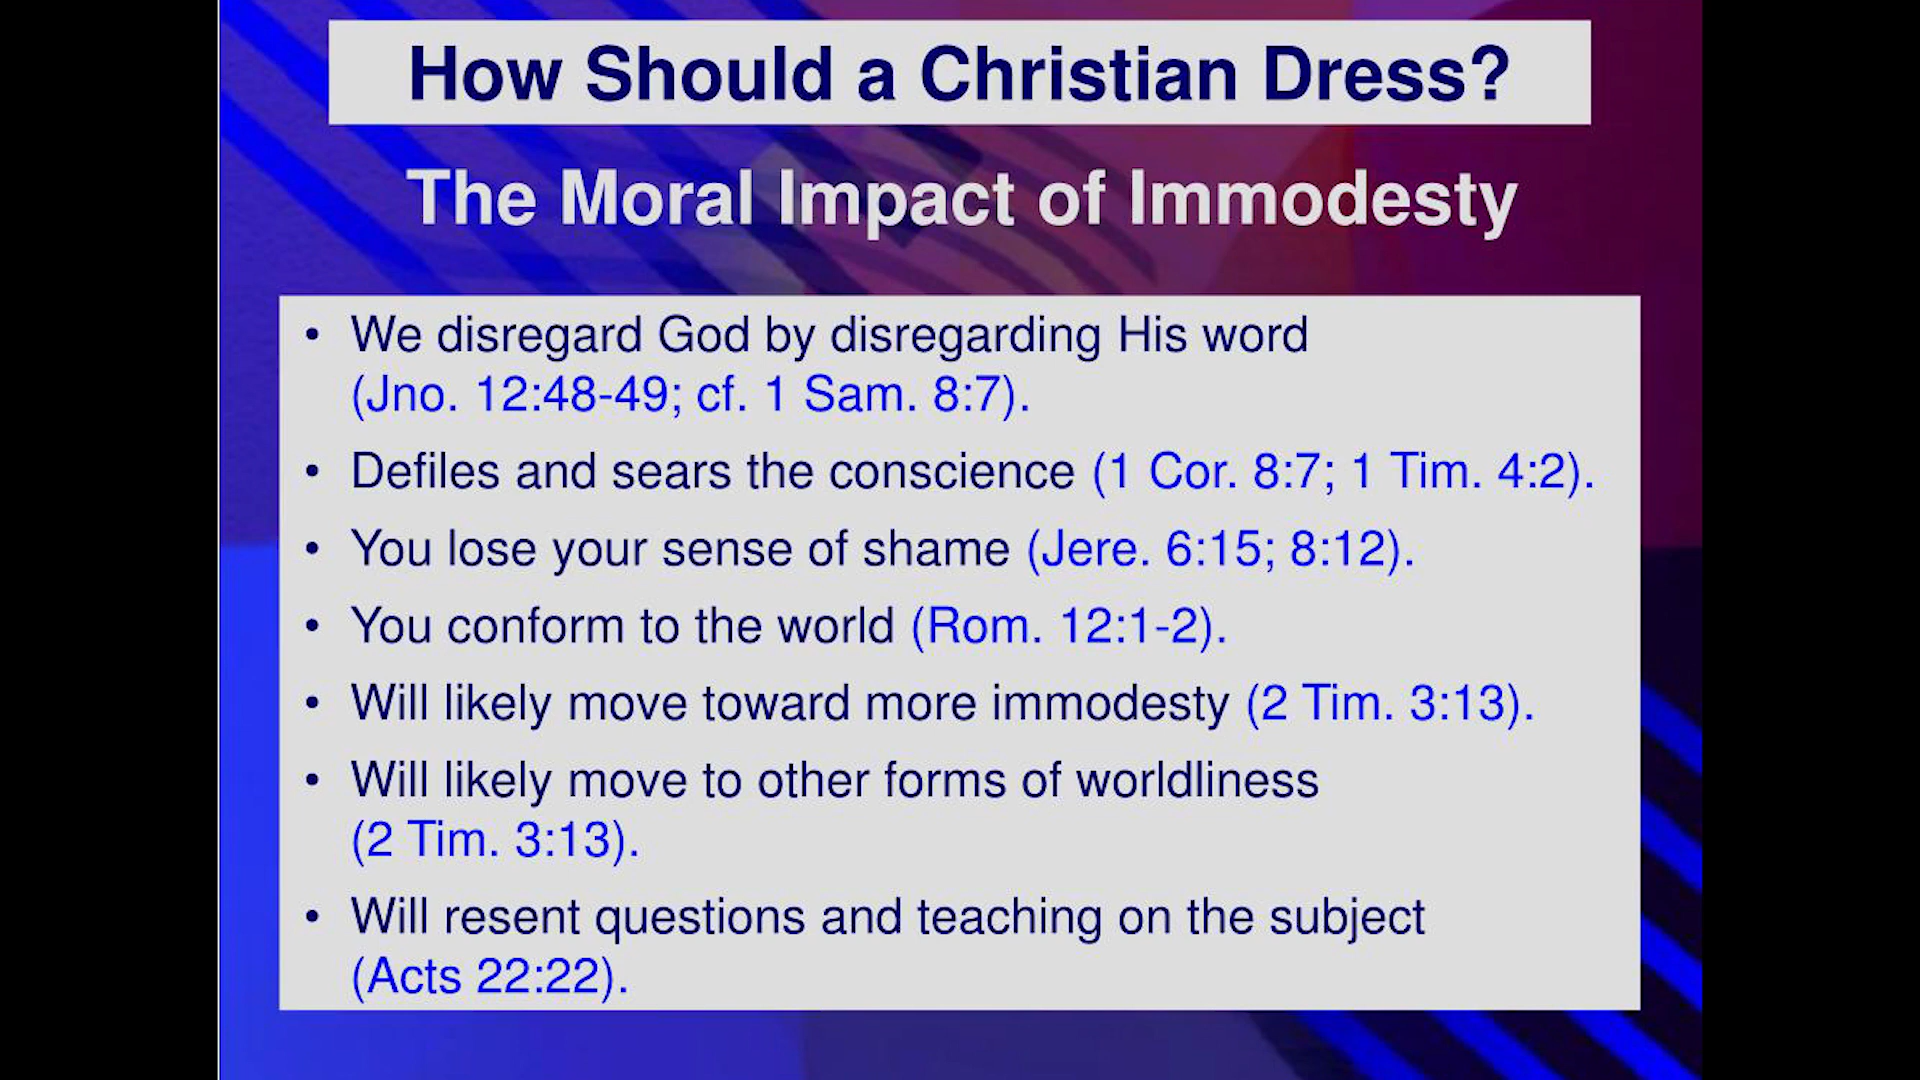 How Should a Christian Dress?
The Moral Impact of Immodesty
• We disregard God by disregarding His word
(Jno. 12:48-49; cf. 1 Sam. 8:7).
• Defiles and sears the conscience (1 Cor. 8:7; 1 Tim. 4:2).
• You lose your sense of shame (Jere. 6:15; 8:12).
• You conform to the world (Rom. 12:1-2).
• Will likely move toward more immodesty (2 Tim. 3:13).
• Will likely move to other forms of worldliness
(2 Tim. 3:13).
• Will resent questions and teaching on the subject
(Acts 22:22).